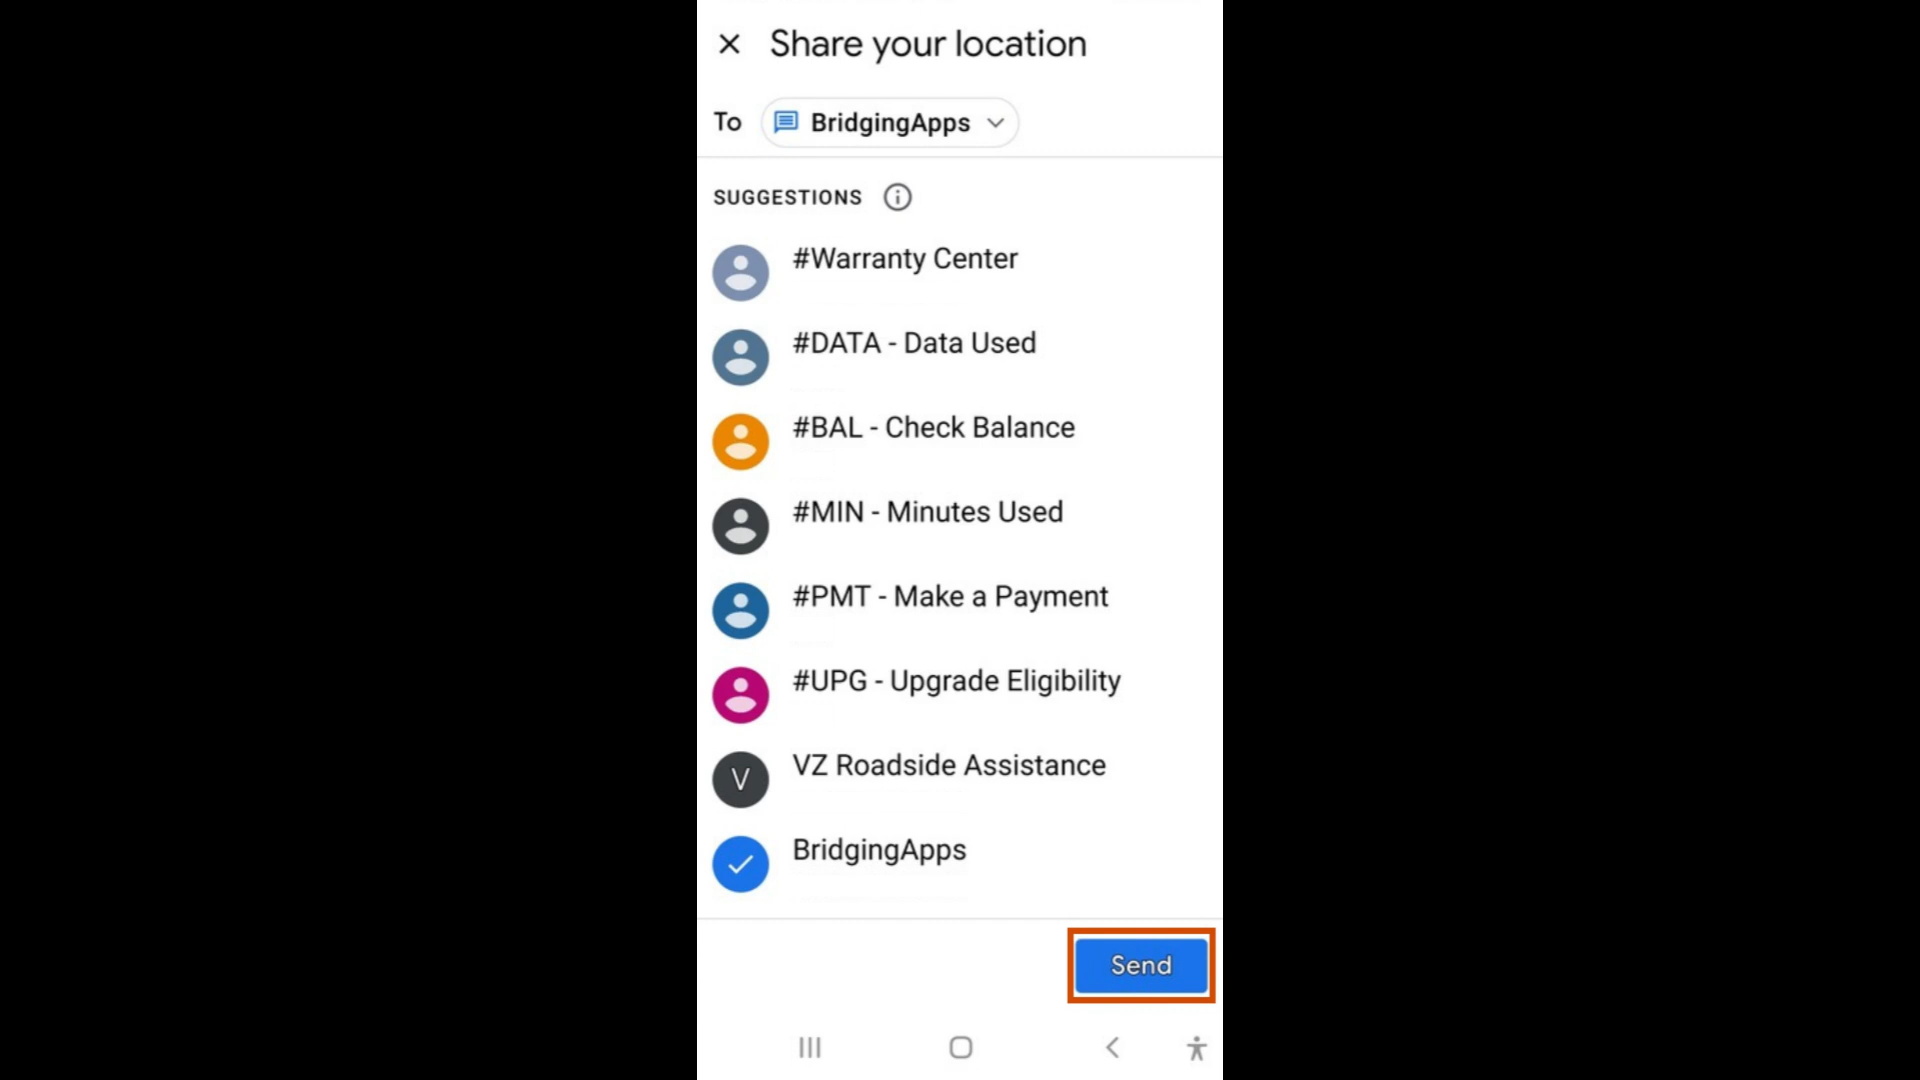 Share your location
To BridgingApps
SUGGESTIONS
#Warranty Center
#DATA - Data Used
#BAL - Check Balance
#MIN - Minutes Used
#PMT - Make a Payment
#UPG - Upgrade Eligibility
V VZ Roadside Assistance
BridgingApps
Send